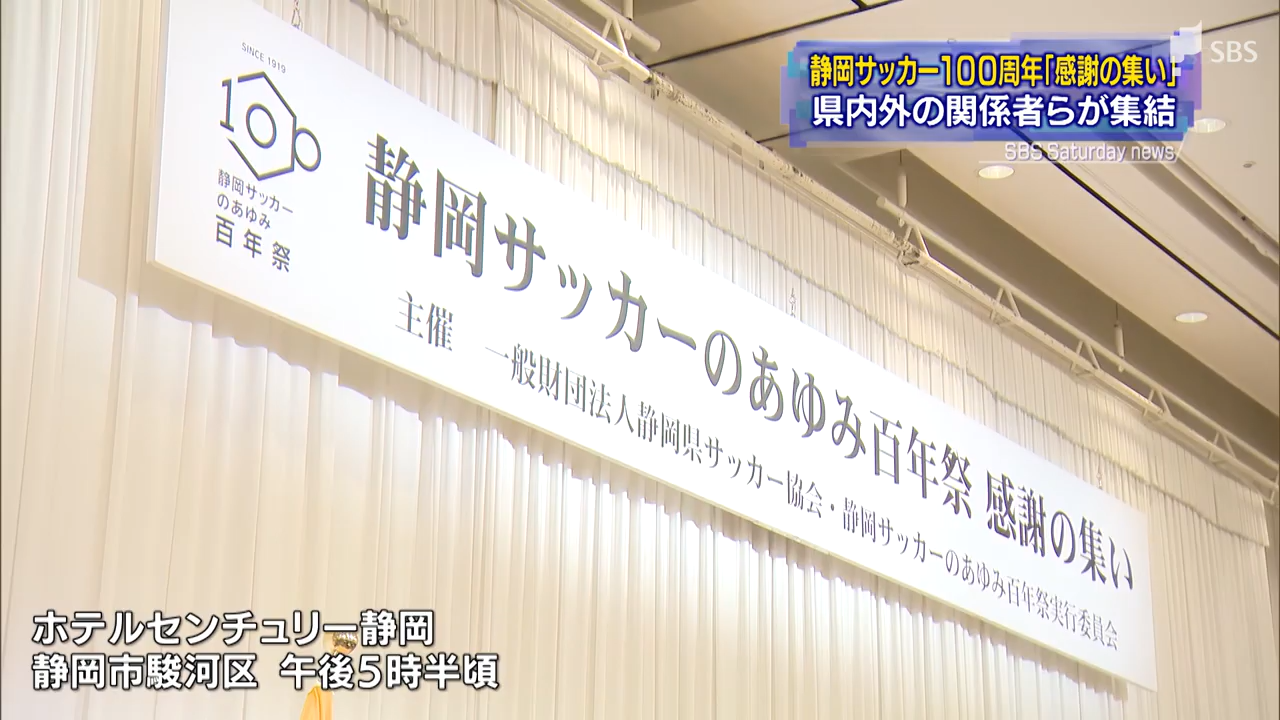 SBS
静岡サッカー100周年「感謝の集い」
県内外の関係者らが集結
SBS Saturday news
SINCE 1919
100
静岡サッカー
のあゆみ
百年祭
静岡サッカーのあゆみ百年祭 感謝の集い
主催 一般財団法人静岡県サッカー協会・静岡サッカーのあゆみ百年祭実行委員会
ホテルセンチュリー静岡
静岡市駿河区 午後5時半頃